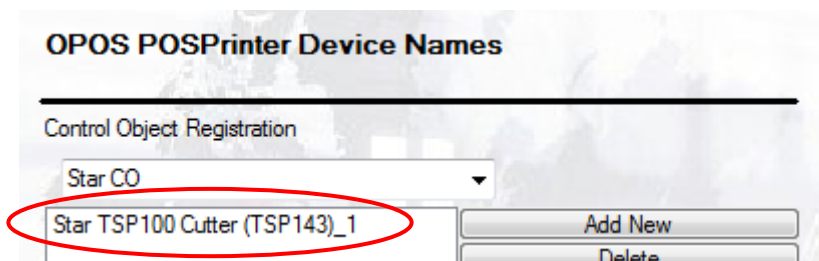 OPOS POSPrinter Device Names
Control Object Registration
Star CO
Star TSP100 Cutter (TSP143)_1
Add New
Delete